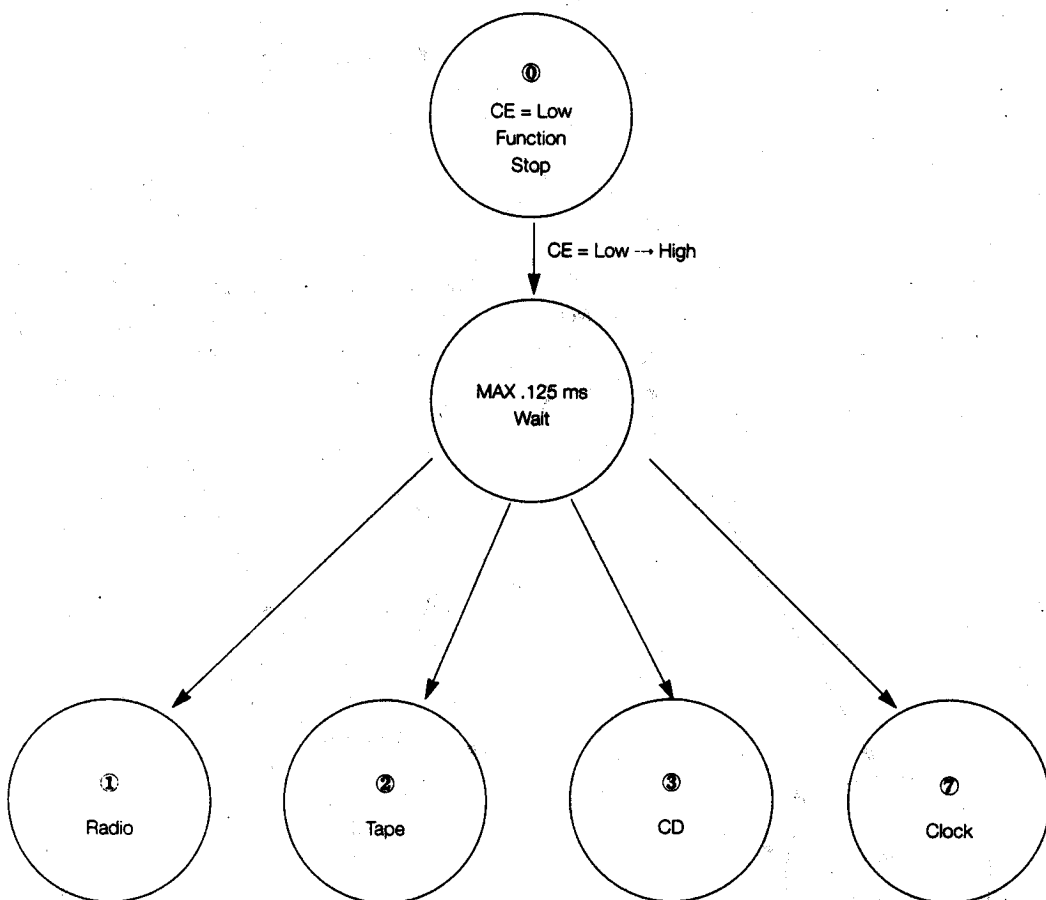 ⓪
CE = Low
Function
Stop
CE = Low → High
MAX .125 ms
Wait
①
Radio
②
Tape
③
CD
⑦
Clock